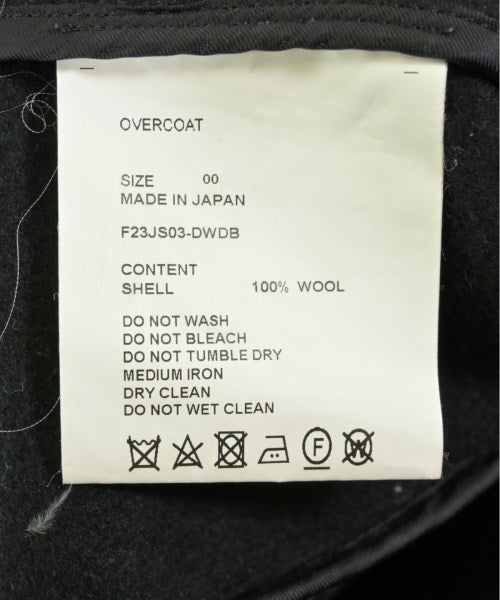 OVERCOAT
SIZE 00
MADE IN JAPAN
F23JS03-DWDB
CONTENT
SHELL 100% WOOL
DO NOT WASH
DO NOT BLEACH
DO NOT TUMBLE DRY
MEDIUM IRON
DRY CLEAN
DO NOT WET CLEAN
F W